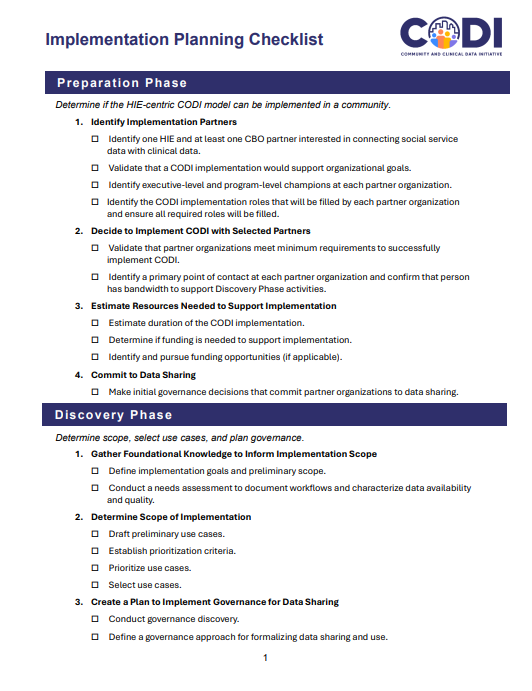 Implementation Planning Checklist
CODI
COMMUNITY AND CLINICAL DATA INITIATIVE
Preparation Phase
Determine if the HIE-centric CODI model can be implemented in a community.
1. Identify Implementation Partners
☐ Identify one HIE and at least one CBO partner interested in connecting social service
data with clinical data.
☐ Validate that a CODI implementation would support organizational goals.
☐ Identify executive-level and program-level champions at each partner organization.
☐ Identify the CODI implementation roles that will be filled by each partner organization
and ensure all required roles will be filled.
2. Decide to Implement CODI with Selected Partners
☐ Validate that partner organizations meet minimum requirements to successfully
implement CODI.
☐ Identify a primary point of contact at each partner organization and confirm that person
has bandwidth to support Discovery Phase activities.
3. Estimate Resources Needed to Support Implementation
☐ Estimate duration of the CODI implementation.
☐ Determine if funding is needed to support implementation.
☐ Identify and pursue funding opportunities (if applicable).
4. Commit to Data Sharing
☐ Make initial governance decisions that commit partner organizations to data sharing.
Discovery Phase
Determine scope, select use cases, and plan governance.
1. Gather Foundational Knowledge to Inform Implementation Scope
☐ Define implementation goals and preliminary scope.
☐ Conduct a needs assessment to document workflows and characterize data availability
and quality.
2. Determine Scope of Implementation
☐ Draft preliminary use cases.
☐ Establish prioritization criteria.
☐ Prioritize use cases.
☐ Select use cases.
3. Create a Plan to Implement Governance for Data Sharing
☐ Conduct governance discovery.
☐ Define a governance approach for formalizing data sharing and use.
1